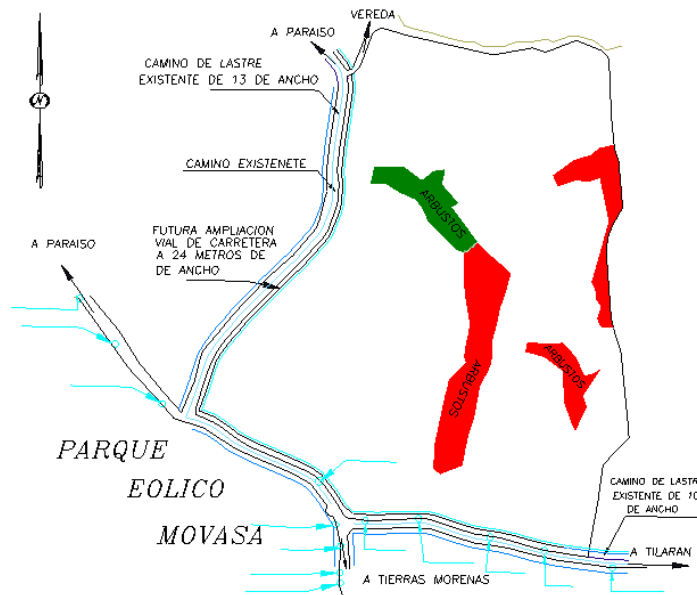 VEREDA
A PARAISO
CAMINO DE LASTRE
EXISTENTE DE 13 DE ANCHO
N
CAMINO EXISTENETE
ARBUSTOS
FUTURA AMPLIACION
VIAL DE CARRETERA
A 24 METROS DE
DE ANCHO
A PARAISO
ARBUSTOS
ARBUSTOS
PARQUE
EOLICO
MOVASA
CAMINO DE LASTR
EXISTENTE DE 10
DE ANCHO
A TILARAN
A TIERRAS MORENAS